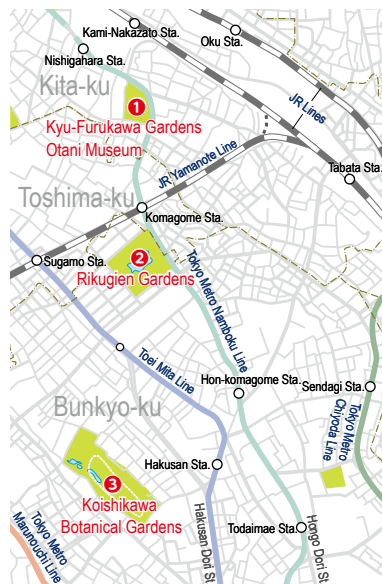 Kami-Nakazato Sta.
Oku Sta.
Nishigahara Sta.
Kita-ku
1
JR Lines
Kyu-Furukawa Gardens
Otani Museum
JR Yamanote Line
Tabata Sta.
Toshima-ku
Komagome Sta.
Sugamo Sta.
2
Rikugien Gardens
Tokyo Metro Namboku Line
Toei Mita Line
Hon-komagome Sta.
Sendagi Sta.
Bunkyo-ku
Tokyo Metro
Chiyoda Line
Hakusan Sta.
3
Koishikawa
Botanical Gardens
Tokyo Metro
Marunouchi Line
Hakusan Dori St
Todaimae Sta.
Hongo Dori St